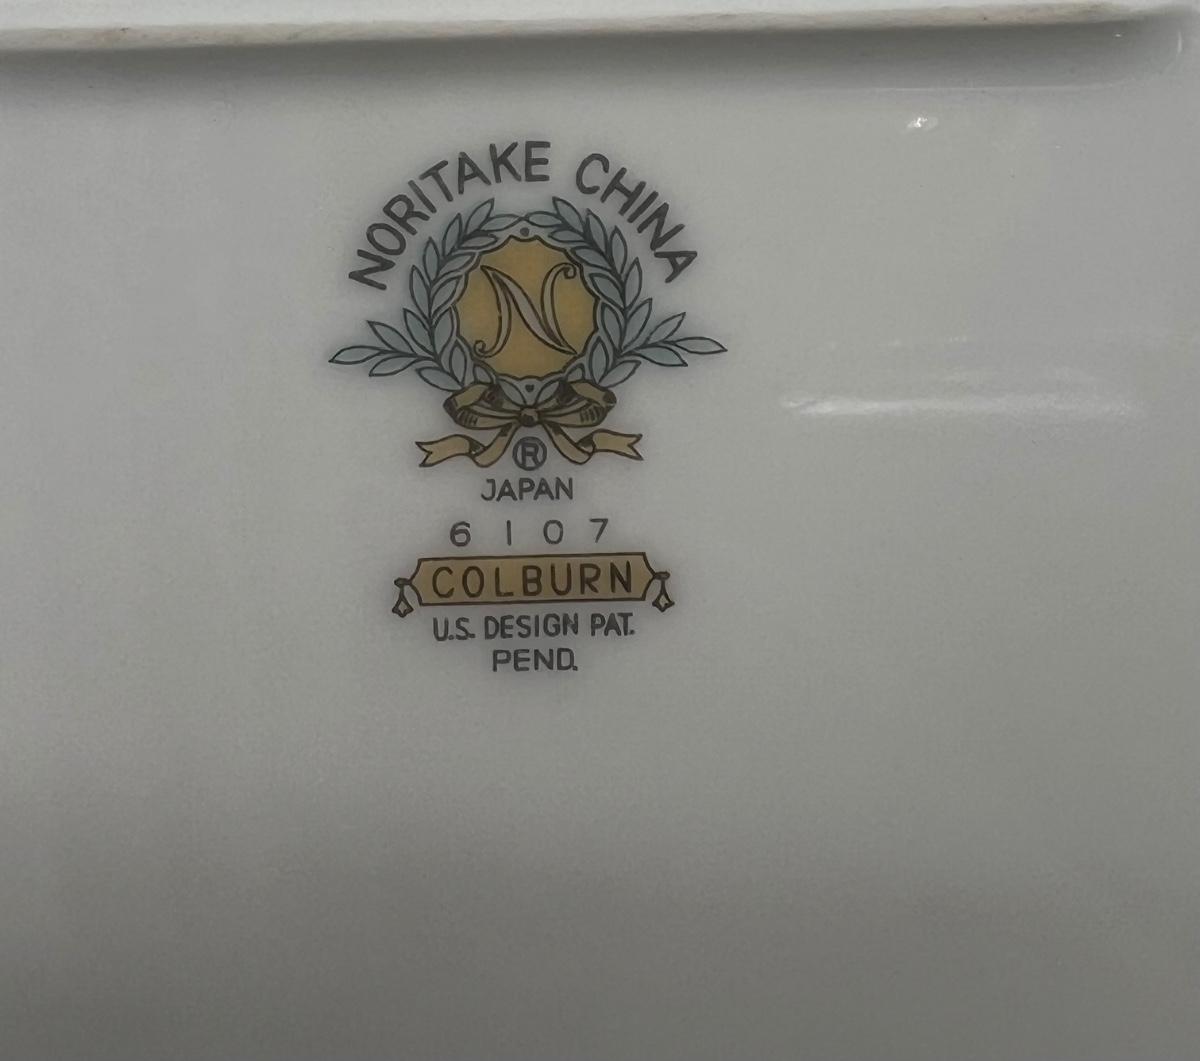 NORITAKE CHINA
N
®
JAPAN
6107
COLBURN
U.S. DESIGN PAT.
PEND.